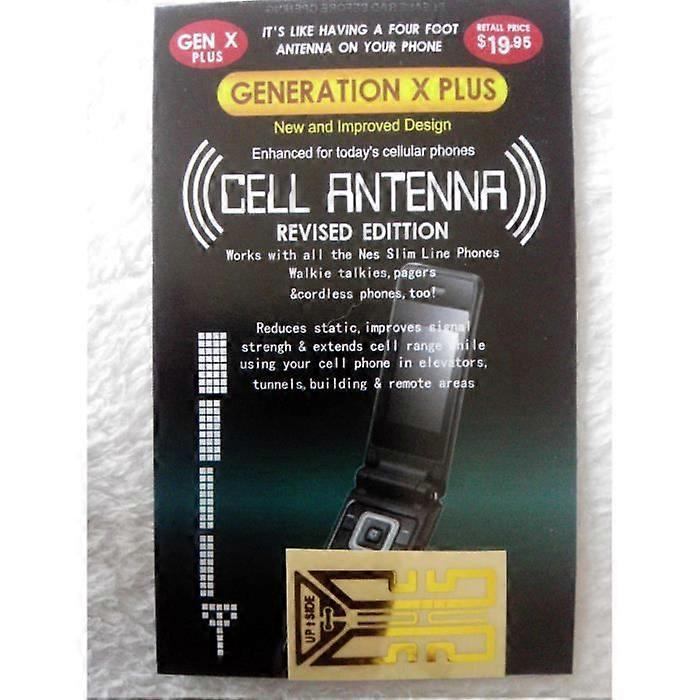 GEN X
PLUS
IT'S LIKE HAVING A FOUR FOOT
ANTENNA ON YOUR PHONE
RETALL PRICE
$19.95
GENERATION X PLUS
New and Improved Design
Enhanced for today's cellular phones
CELL ANTENNA
REVISED EDITION
Works with all the Nes Slim Line Phones
Walkie talkies, pagers
&cordless phones, too!
Reduces static, improves signal
strengh & extends cell range while
using your cell phone in elevators,
tunnels, building & remote areas
UP SIDE